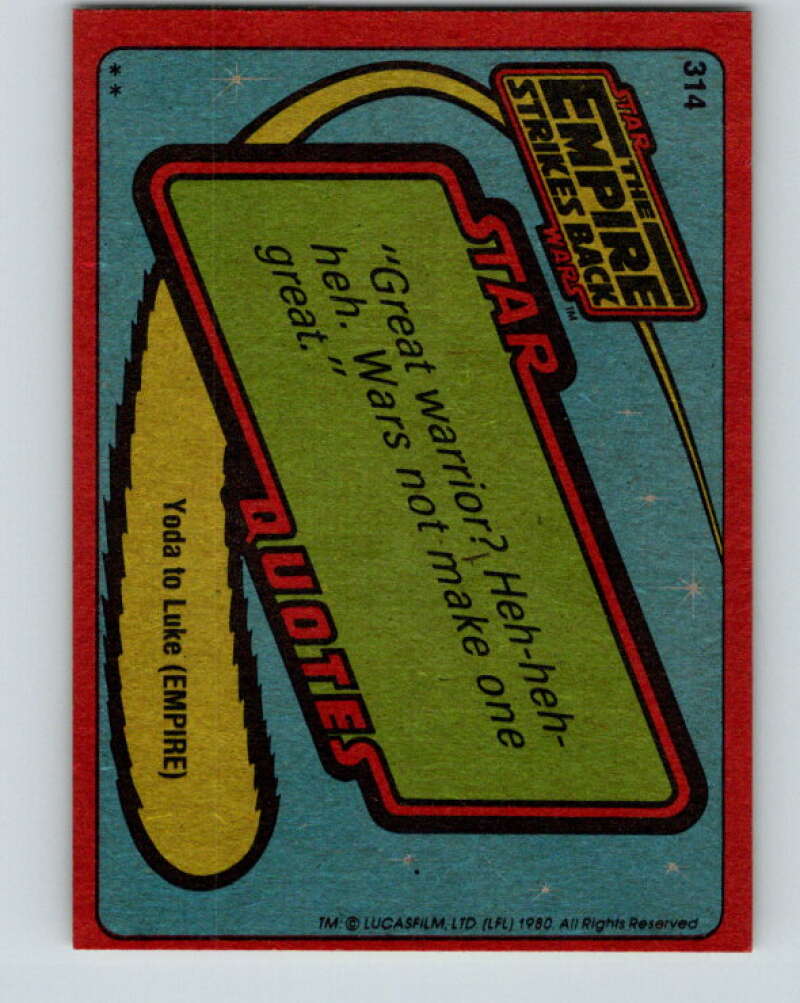 314
STAR
THE
EMPIRE
STRIKES BACK
WARS™
STAR
"Great warrior? Heh-heh-
heh. Wars not make one
great."
QUOTES
Yoda to Luke (EMPIRE)
**
TM: © LUCASFILM, LTD. (LFL) 1980. All Rights Reserved